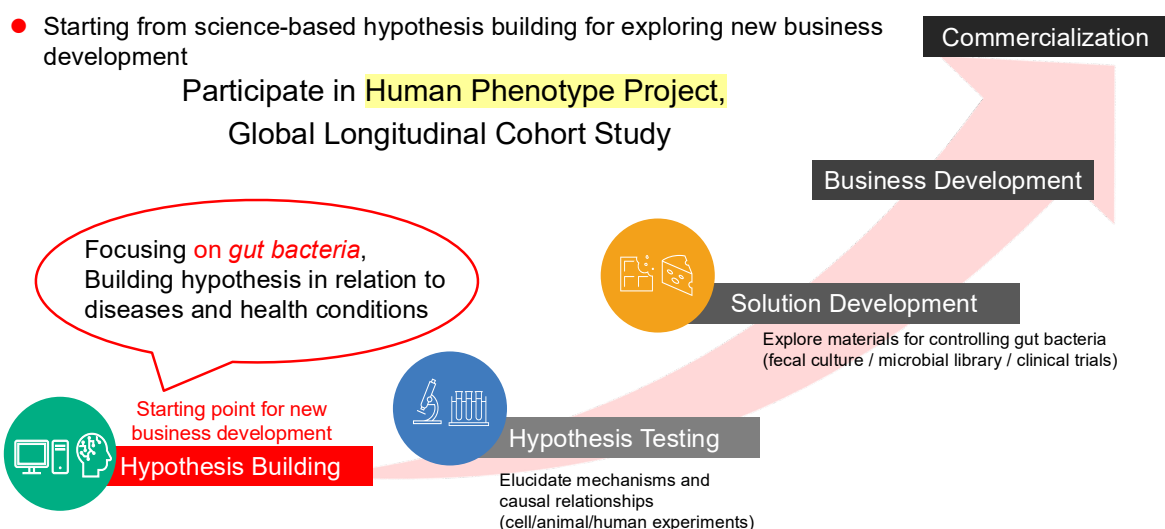 Starting from science-based hypothesis building for exploring new business
development
Commercialization
Participate in Human Phenotype Project,
Global Longitudinal Cohort Study
Business Development
Focusing on gut bacteria,
Building hypothesis in relation to
diseases and health conditions
Solution Development
Explore materials for controlling gut bacteria
(fecal culture / microbial library / clinical trials)
Starting point for new
business development
Hypothesis Building
Hypothesis Testing
Elucidate mechanisms and
causal relationships
(cell/animal/human experiments)